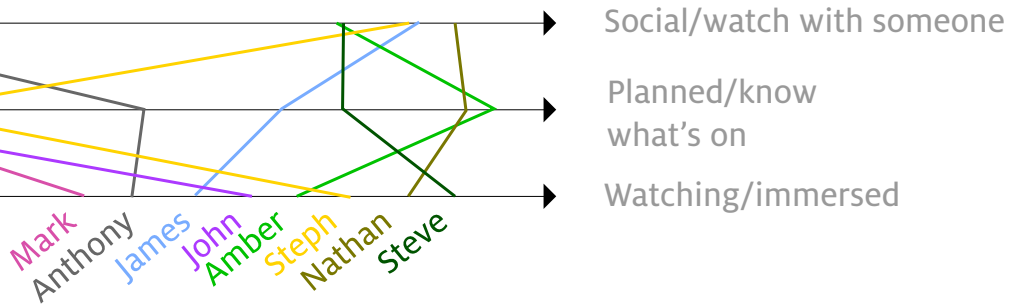 Social/watch with someone
Planned/know
what's on
Watching/immersed
Mark
Anthony
James
John
Amber
Steph
Nathan
Steve